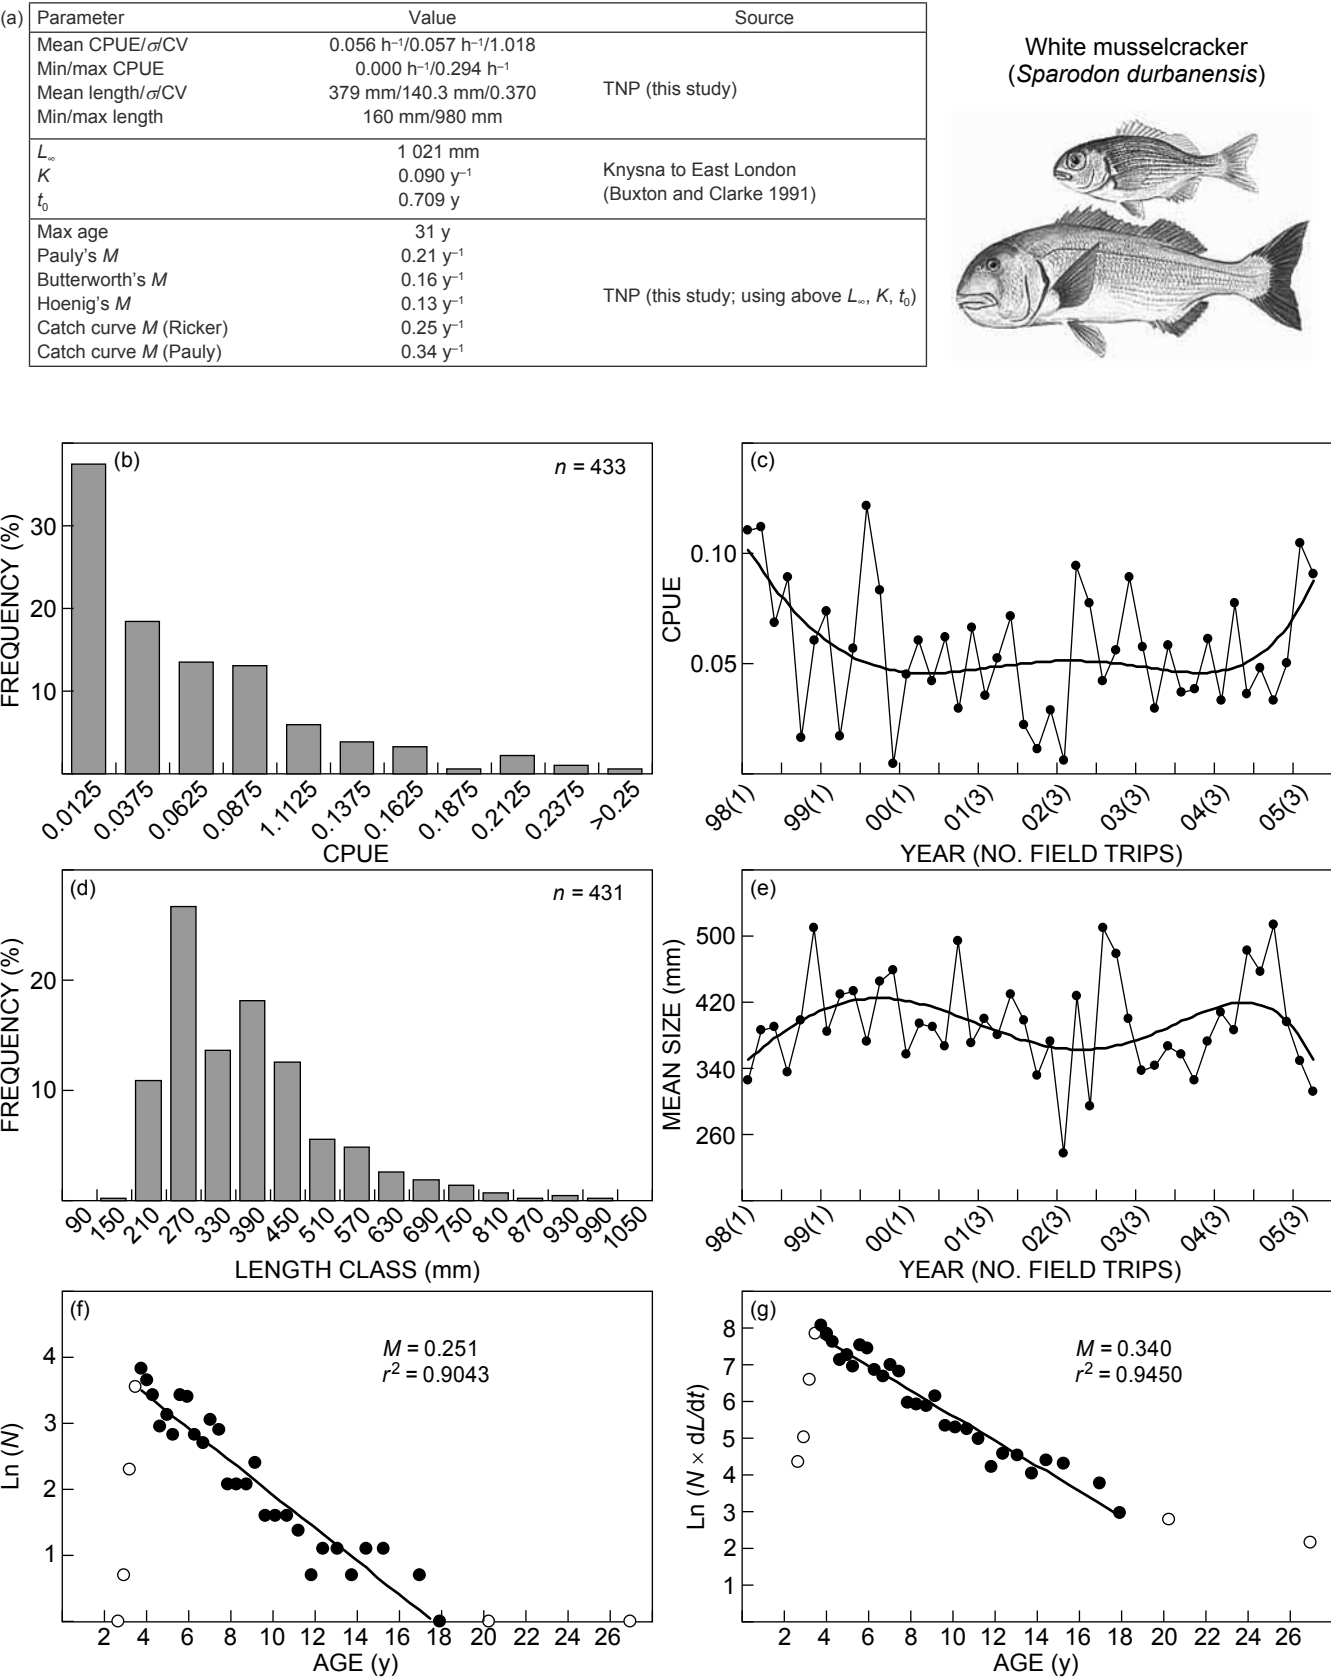 (a) Parameter Value Source
Mean CPUE/σ/CV 0.056 h⁻¹/0.057 h⁻¹/1.018
Min/max CPUE 0.000 h⁻¹/0.294 h⁻¹
Mean length/σ/CV 379 mm/140.3 mm/0.370
Min/max length 160 mm/980 mm
TNP (this study)
L∞ 1 021 mm
K 0.090 y⁻¹
t₀ 0.709 y
Knysna to East London
(Buxton and Clarke 1991)
Max age 31 y
Pauly's M 0.21 y⁻¹
Butterworth's M 0.16 y⁻¹
Hoenig's M 0.13 y⁻¹
Catch curve M (Ricker) 0.25 y⁻¹
Catch curve M (Pauly) 0.34 y⁻¹
TNP (this study; using above L∞, K, t₀)
White musselcracker
(Sparodon durbanensis)
(b)
n = 433
FREQUENCY (%)
30
20
10
0.0125 0.0375 0.0625 0.0875 1.1125 0.1375 0.1625 0.1875 0.2125 0.2375 >0.25
CPUE
(c)
CPUE
0.10
0.05
98(1) 99(1) 00(1) 01(3) 02(3) 03(3) 04(3) 05(3)
YEAR (NO. FIELD TRIPS)
(d)
n = 431
FREQUENCY (%)
20
10
90 150 210 270 330 390 450 510 570 630 690 750 810 870 930 990 1050
LENGTH CLASS (mm)
(e)
MEAN SIZE (mm)
500
420
340
260
98(1) 99(1) 00(1) 01(3) 02(3) 03(3) 04(3) 05(3)
YEAR (NO. FIELD TRIPS)
(f)
M = 0.251
r² = 0.9043
Ln (N)
4
3
2
1
2 4 6 8 10 12 14 16 18 20 22 24 26
AGE (y)
(g)
M = 0.340
r² = 0.9450
Ln (N × dL/dt)
8
7
6
5
4
3
2
1
2 4 6 8 10 12 14 16 18 20 22 24 26
AGE (y)